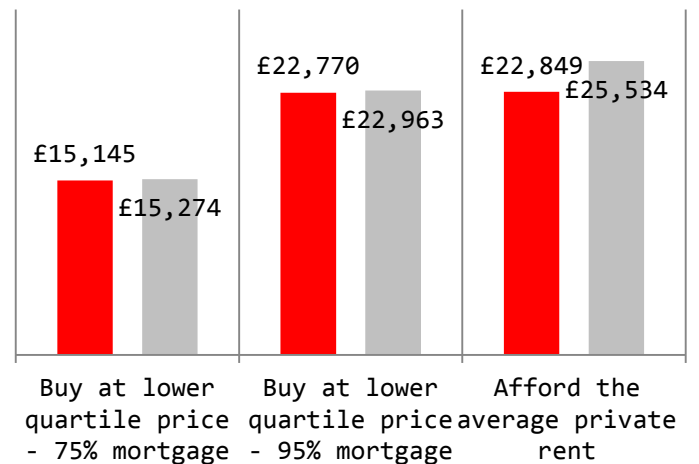 £22,770
£22,849
£25,534
£22,963
£15,145
£15,274
Buy at lower
quartile price
- 75% mortgage
Buy at lower
quartile price
- 95% mortgage
Afford the
average private
rent